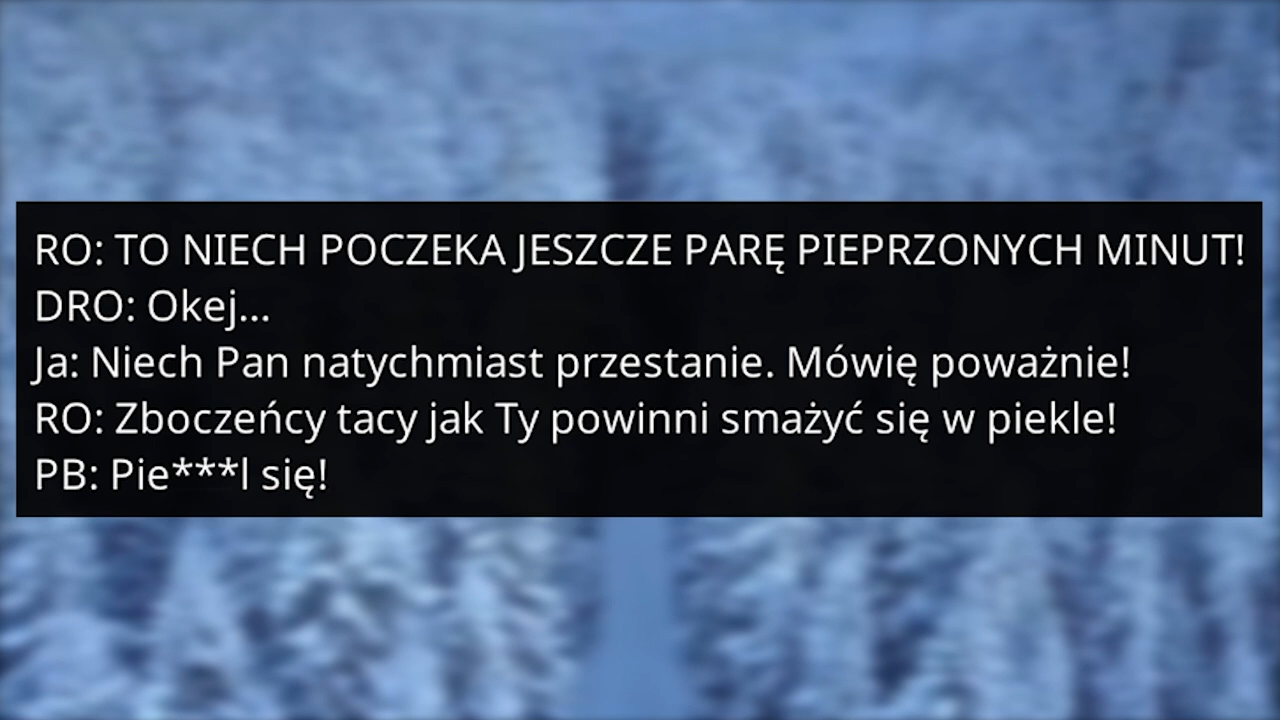 RO: TO NIECH POCZEKA JESZCZE PARĘ PIEPRZONYCH MINUT!
DRO: Okej...
Ja: Niech Pan natychmiast przestanie. Mówię poważnie!
RO: Zboczeńcy tacy jak Ty powinni smażyć się w piekle!
PB: Pie***l się!